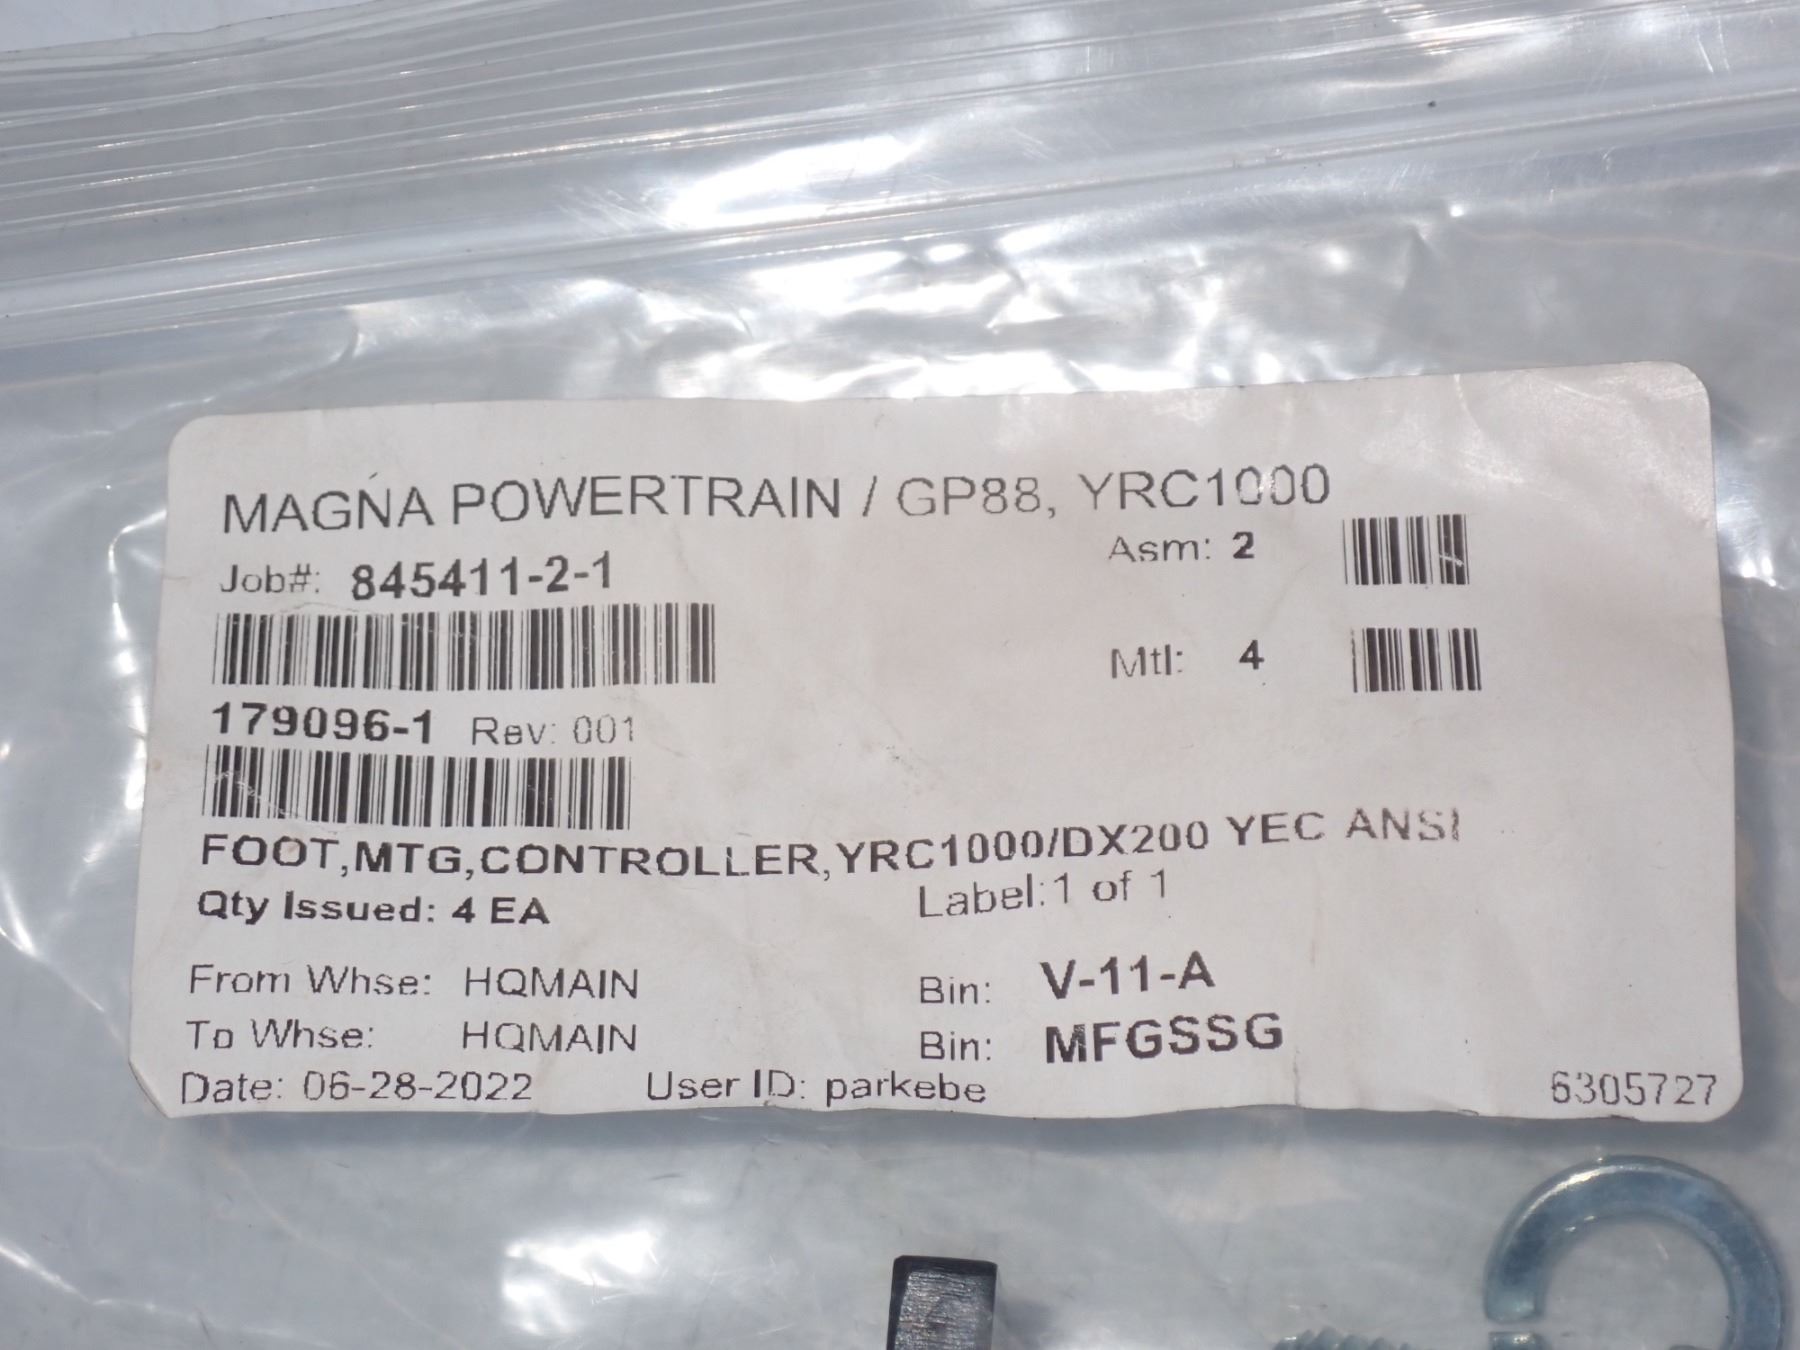 MAGNA POWERTRAIN / GP88, YRC1000
Job#: 845411-2-1 Asm: 2
Mtl: 4
179096-1 Rev: 001
FOOT,MTG,CONTROLLER,YRC1000/DX200 YEC ANSI
Qty Issued: 4 EA Label:1 of 1
From Whse: HQMAIN Bin: V-11-A
To Whse: HQMAIN Bin: MFGSSG
Date: 06-28-2022 User ID: parkebe 6305727